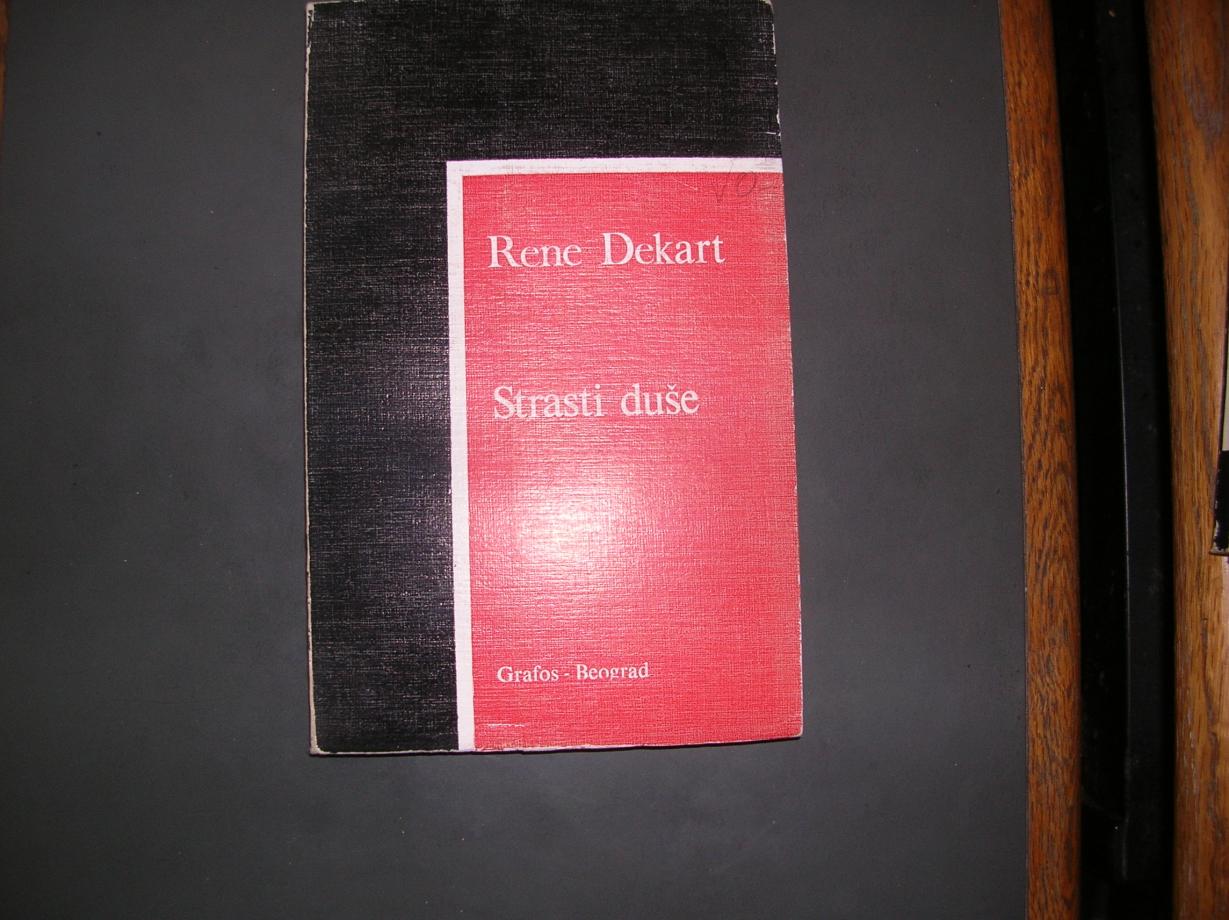 Rene Dekart
Strasti duše
Grafos - Beograd